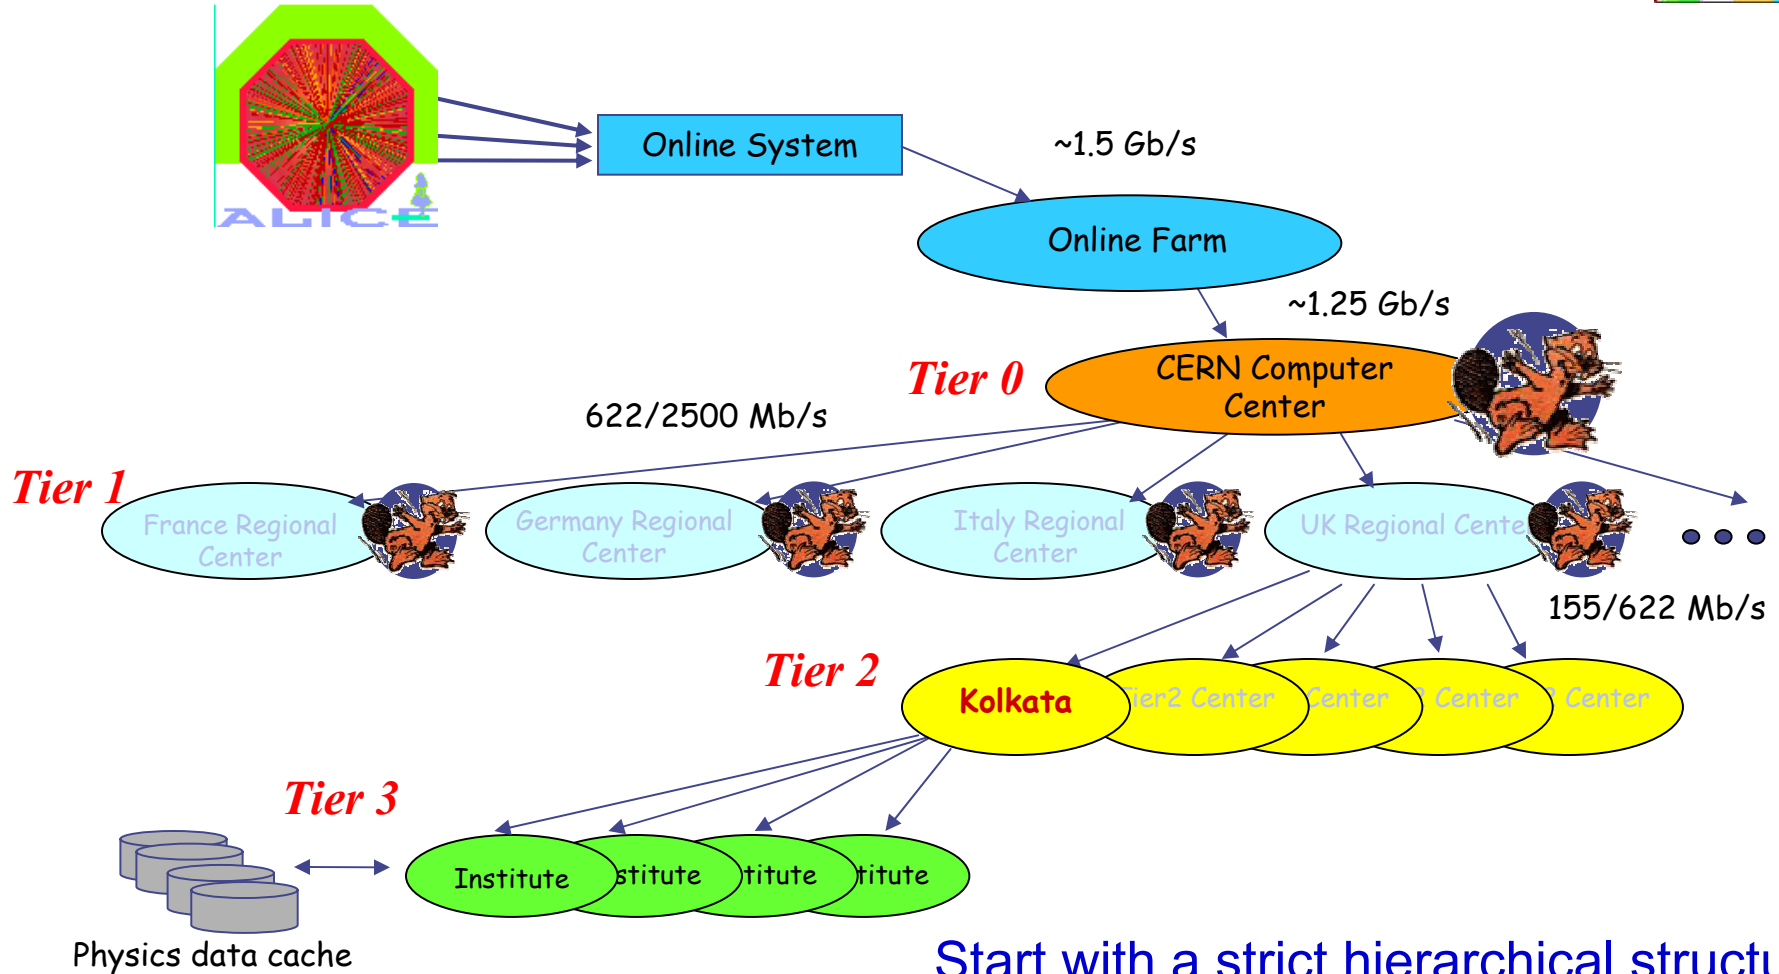 ALICE
Online System
~1.5 Gb/s
Online Farm
~1.25 Gb/s
Tier 0
CERN Computer
Center
622/2500 Mb/s
Tier 1
France Regional
Center
Germany Regional
Center
Italy Regional
Center
UK Regional Cente
155/622 Mb/s
Tier 2
Kolkata
ier2 Center
Center
2 Center
2 Center
Tier 3
Institute
stitute
titute
titute
Physics data cache
Start with a strict hierarchical structu